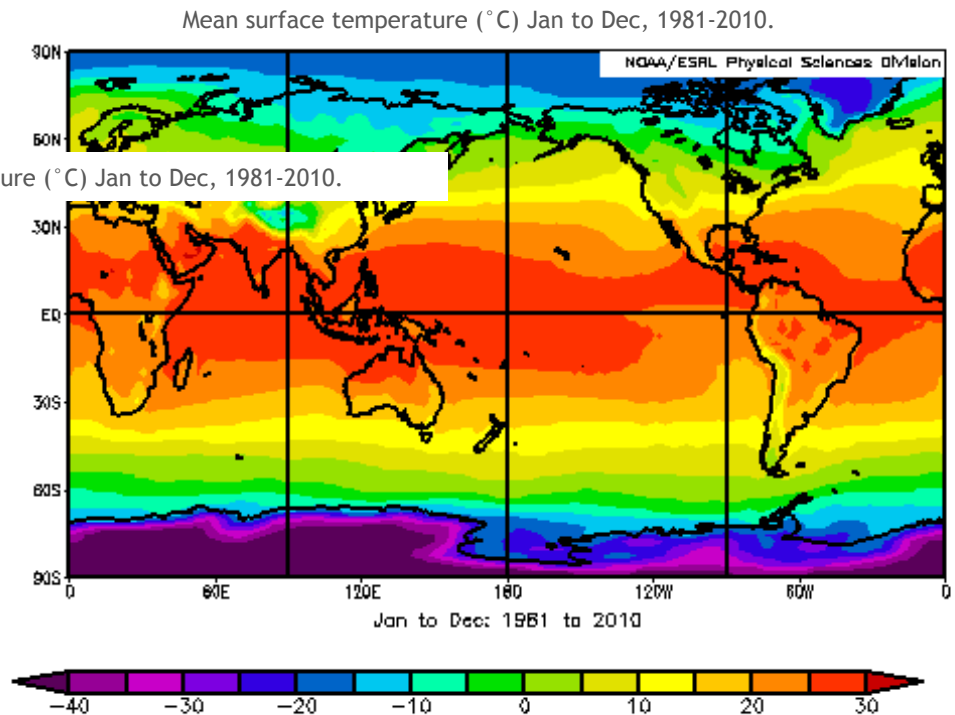 Mean surface temperature (°C) Jan to Dec, 1981-2010.
90N
NOAA/ESRL Physical Sciences Division
60N
ure (°C) Jan to Dec, 1981-2010.
30N
EQ
30S
60S
90S
0 60E 120E 180 120W 60W 0
Jan to Dec: 1981 to 2010
-40 -30 -20 -10 0 10 20 30